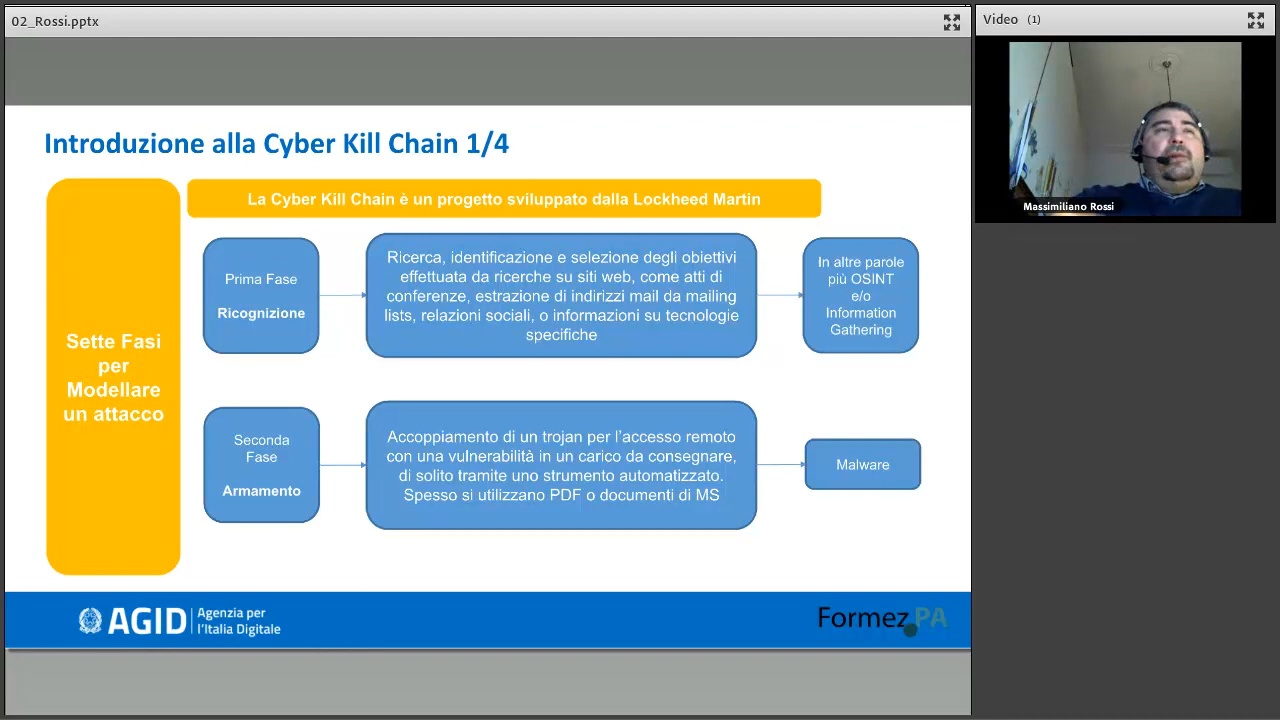 02_Rossi.pptx
Video (1)
Massimiliano Rossi
Introduzione alla Cyber Kill Chain 1/4
La Cyber Kill Chain è un progetto sviluppato dalla Lockheed Martin
Sette Fasi
per
Modellare
un attacco
Prima Fase
Ricognizione
Ricerca, identificazione e selezione degli obiettivi
effettuata da ricerche su siti web, come atti di
conferenze, estrazione di indirizzi mail da mailing
lists, relazioni sociali, o informazioni su tecnologie
specifiche
In altre parole
più OSINT
e/o
Information
Gathering
Seconda
Fase
Armamento
Accoppiamento di un trojan per l’accesso remoto
con una vulnerabilità in un carico da consegnare,
di solito tramite uno strumento automatizzato.
Spesso si utilizzano PDF o documenti di MS
Malware
AGID
Agenzia per
l’Italia Digitale
Formez PA